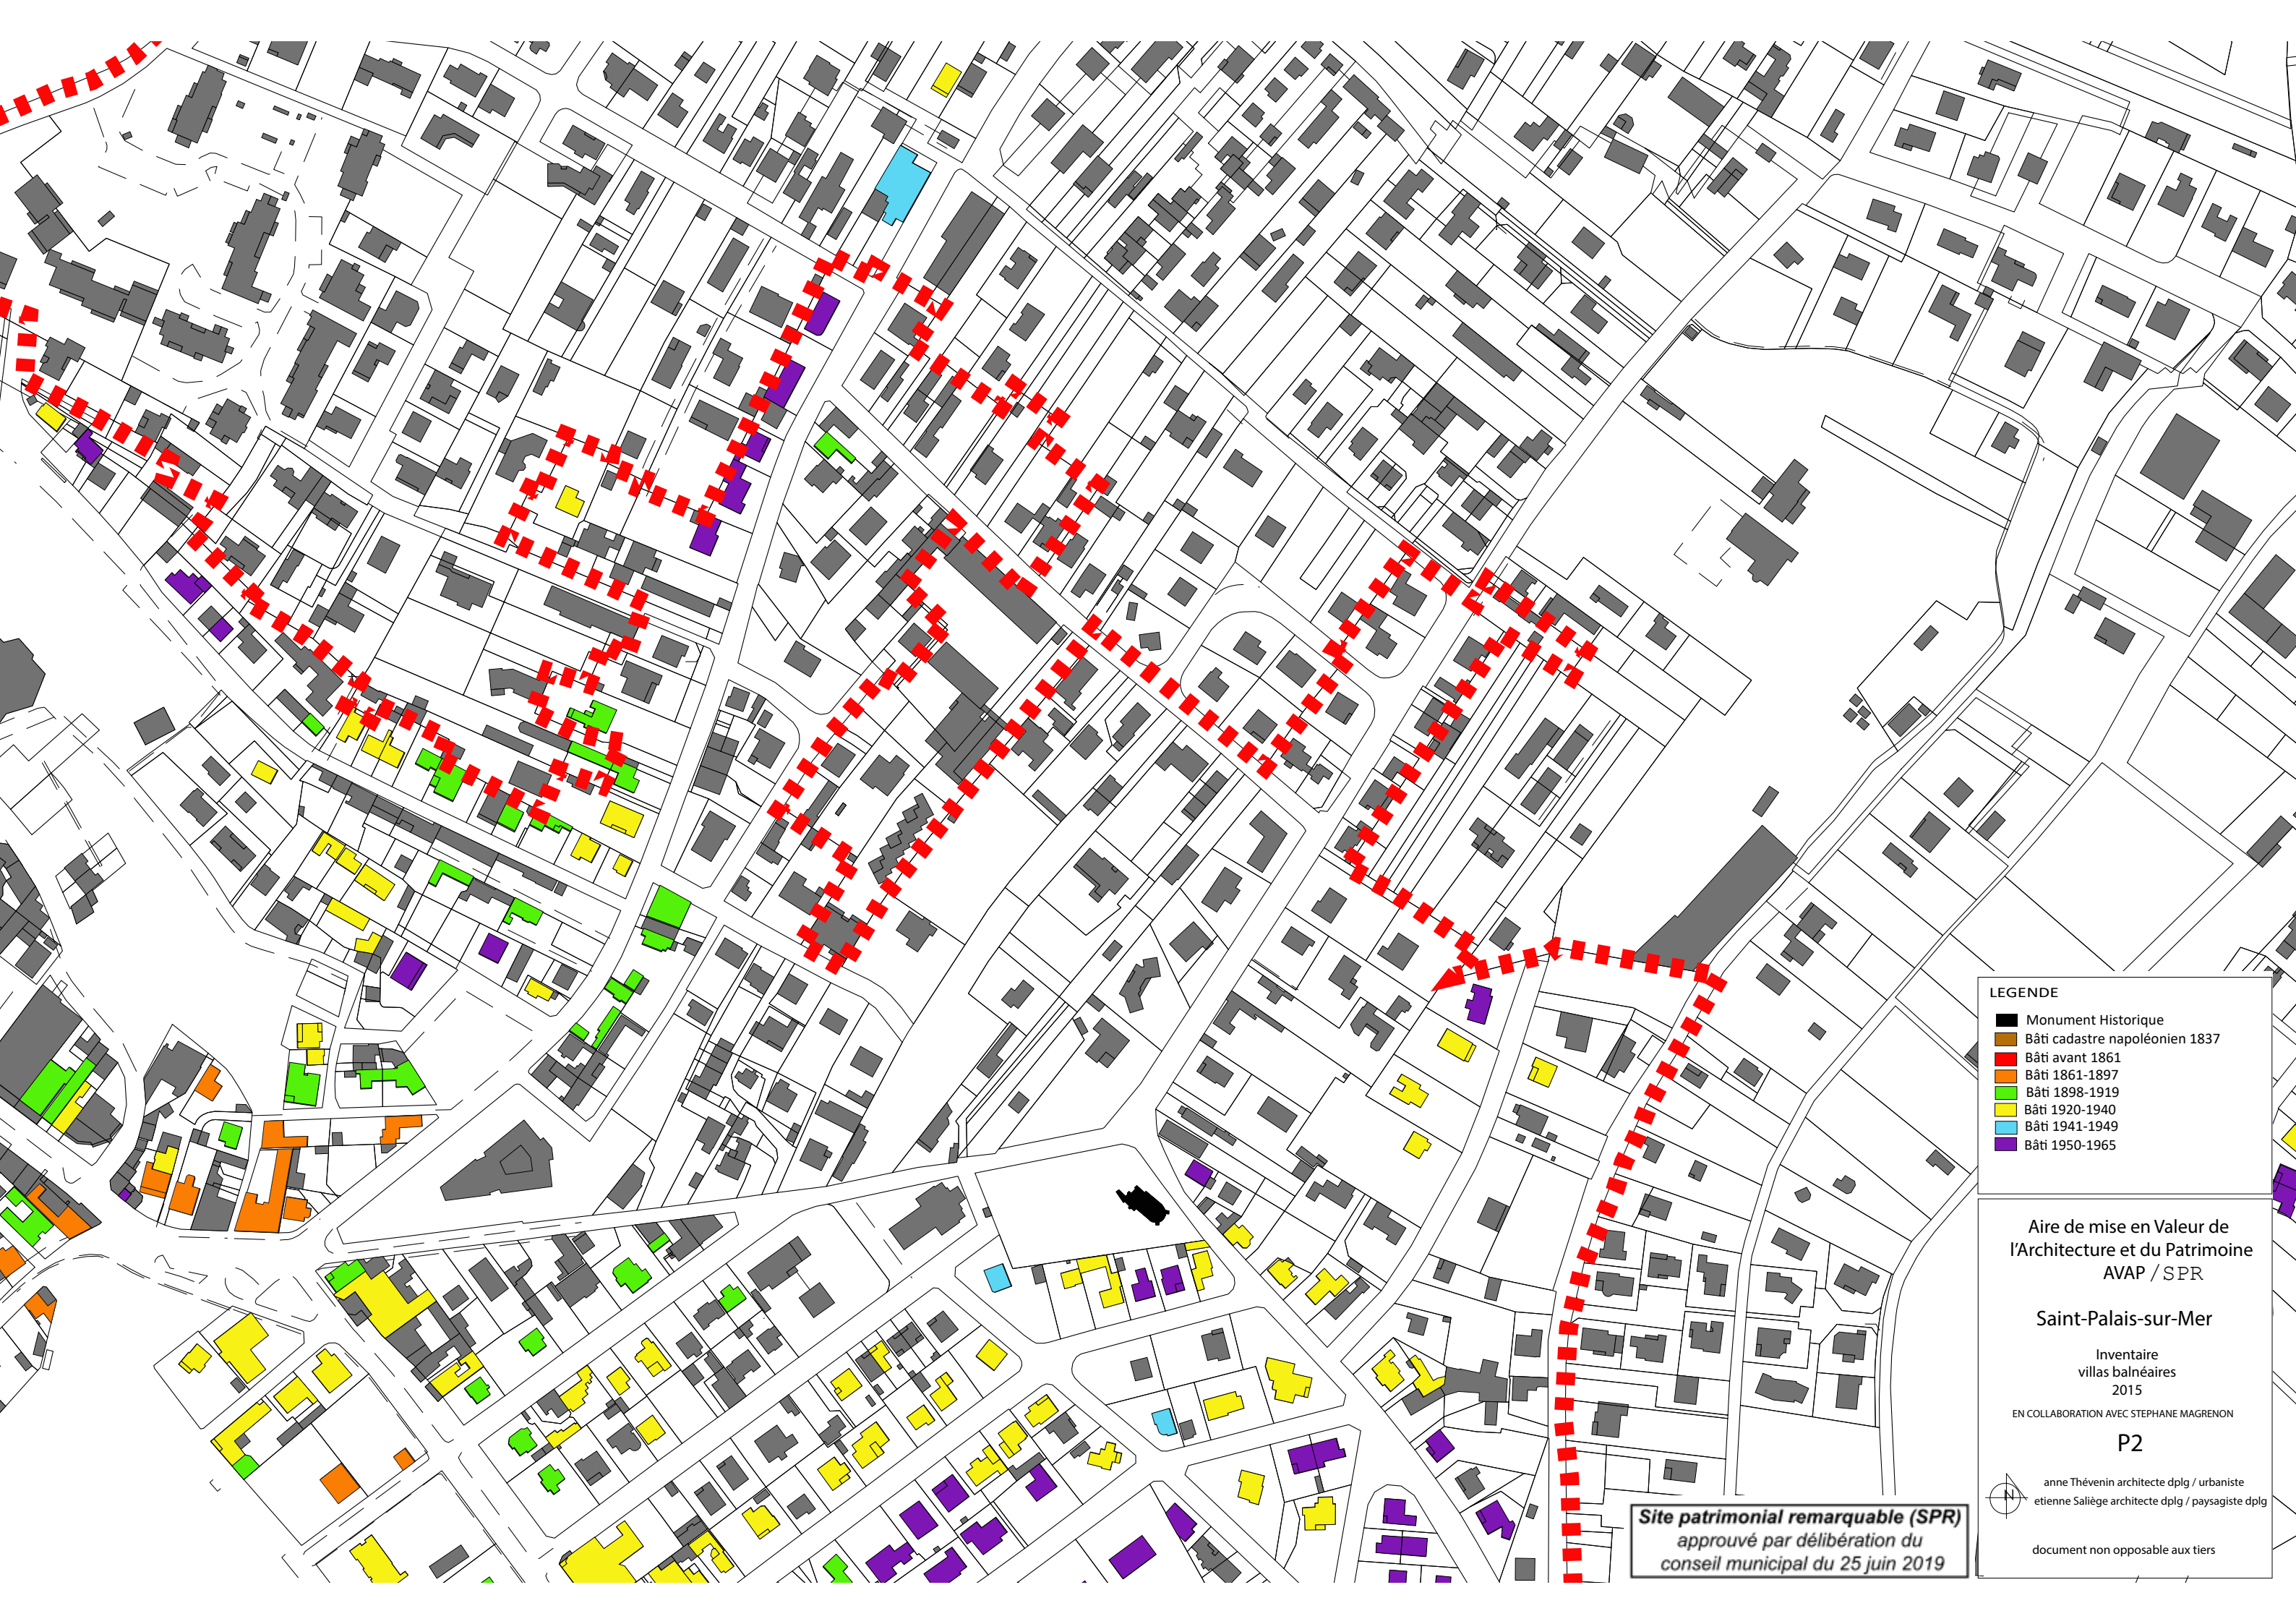 LEGENDE
Monument Historique
Bâti cadastre napoléonien 1837
Bâti avant 1861
Bâti 1861-1897
Bâti 1898-1919
Bâti 1920-1940
Bâti 1941-1949
Bâti 1950-1965
Aire de mise en Valeur de
l'Architecture et du Patrimoine
AVAP / SPR
Saint-Palais-sur-Mer
Inventaire
villas balnéaires
2015
EN COLLABORATION AVEC STEPHANE MAGRENON
P2
anne Thévenin architecte dplg / urbaniste
N
etienne Saliège architecte dplg / paysagiste dplg
document non opposable aux tiers
Site patrimonial remarquable (SPR)
approuvé par délibération du
conseil municipal du 25 juin 2019